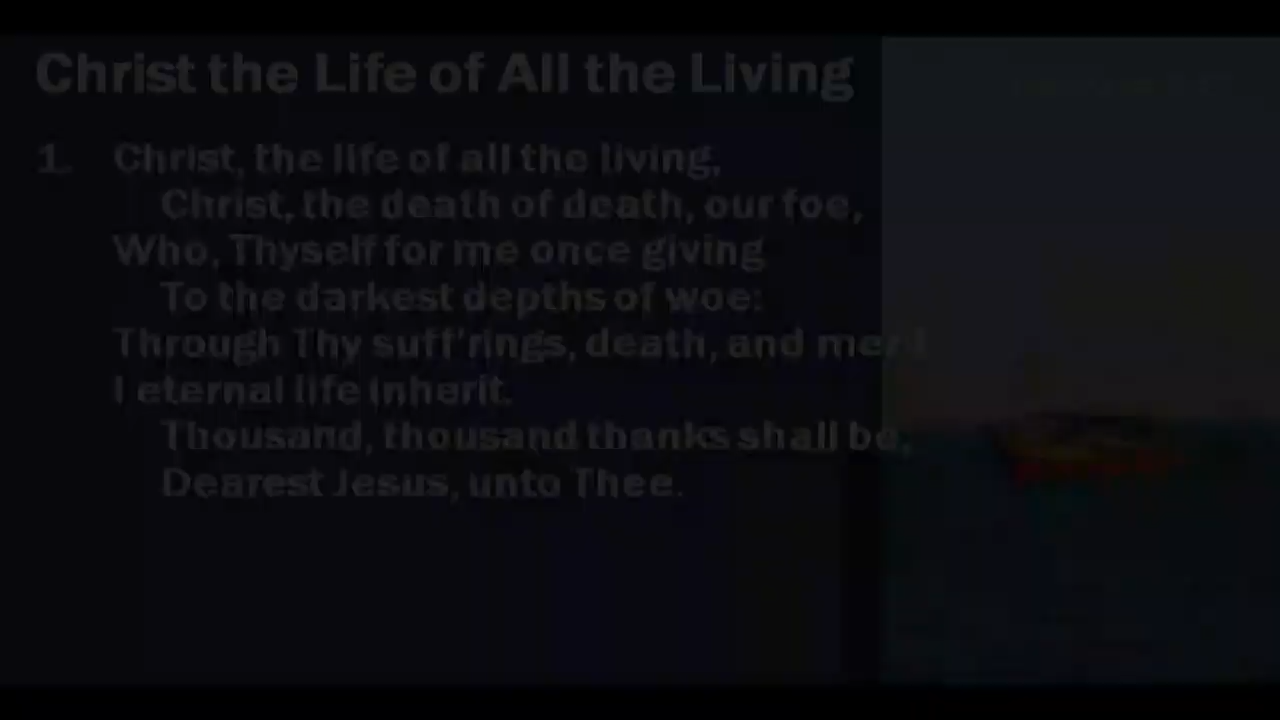 Christ the Life of All the Living
1. Christ, the life of all the living,
Christ, the death of death, our foe,
Who, Thyself for me once giving
To the darkest depths of woe:
Through Thy suff'rings, death, and merit
I eternal life inherit.
Thousand, thousand thanks shall be,
Dearest Jesus, unto Thee.